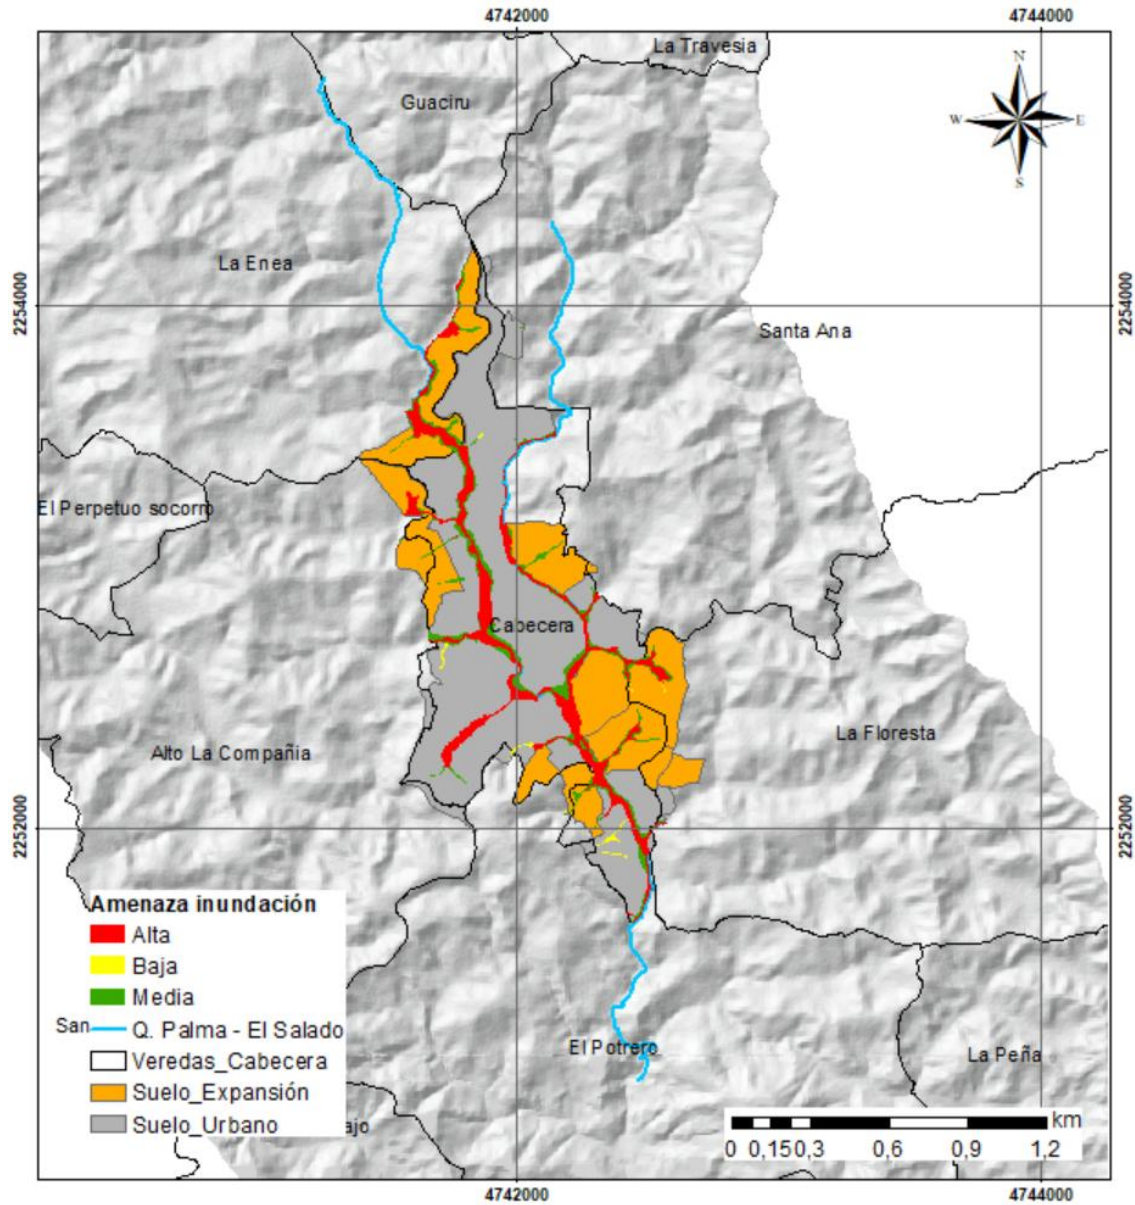 4742000
4744000
La Travesia
N
Guaciru
W
E
S
La Enea
2254000
2254000
Santa Ana
El Perpetuo socorro
Cabecera
La Floresta
Alto La Compañia
2252000
2252000
Amenaza inundación
Alta
Baja
Media
San
Q. Palma - El Salado
El Potrero
La Peña
Veredas_Cabecera
Suelo_Expansión
Suelo_Urbano
ajo
km
0 0,15 0,3 0,6 0,9 1,2
4742000
4744000